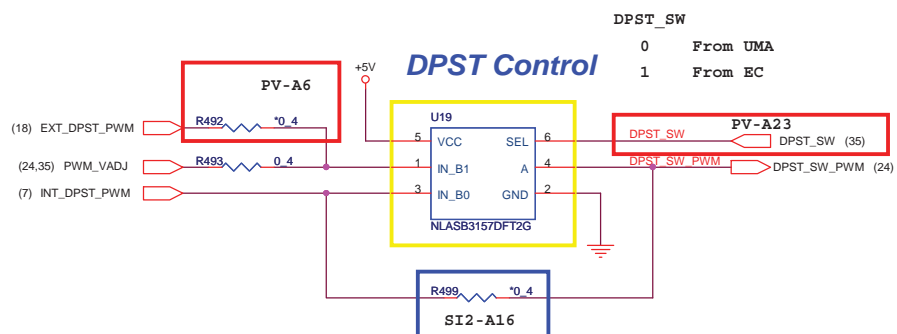 DPST_SW
0 From UMA
1 From EC
DPST Control
+5V
PV-A6
R492 *0_4
(18) EXT_DPST_PWM
(24,35) PWM_VADJ
R493 0_4
(7) INT_DPST_PWM
U19
5 VCC SEL 6
1 IN_B1 A 4
3 IN_B0 GND 2
NLASB3157DFT2G
PV-A23
DPST_SW
DPST_SW (35)
DPST_SW_PWM
DPST_SW_PWM (24)
R499 *0_4
SI2-A16